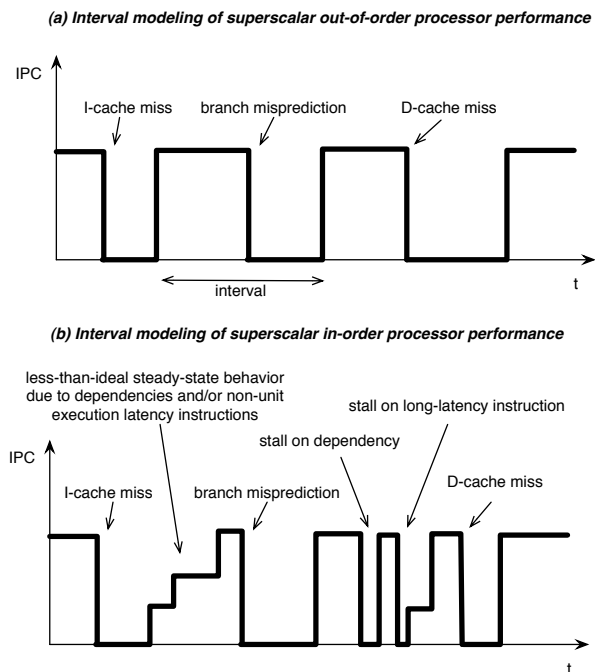 (a) Interval modeling of superscalar out-of-order processor performance
IPC
I-cache miss
branch misprediction
D-cache miss
interval
t
(b) Interval modeling of superscalar in-order processor performance
less-than-ideal steady-state behavior
due to dependencies and/or non-unit
execution latency instructions
stall on long-latency instruction
stall on dependency
IPC
I-cache miss
branch misprediction
D-cache miss
t